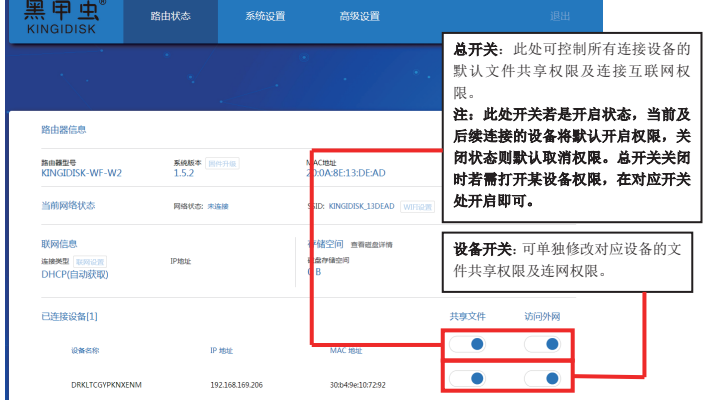 黑甲虫®
KINGIDISK
路由状态
系统设置
高级设置
退出
总开关：此处可控制所有连接设备的
默认文件共享权限及连接互联网权
限。
注：此处开关若是开启状态，当前及
后续连接的设备将默认开启权限，关
闭状态则默认取消权限。总开关关闭
时若需打开某设备权限，在对应开关
处开启即可。
路由器信息
路由器型号
KINGIDISK-WF-W2
系统版本 固件升级
1.5.2
MAC地址
20:0A:8E:13:DE:AD
当前网络状态
网络状态: 未连接
SSID: KINGIDISK_13DEAD WIFI设置
联网信息
连接类型 联网设置
DHCP(自动获取)
IP地址
存储空间 查看磁盘详情
磁盘存储空间
0 B
设备开关：可单独修改对应设备的文
件共享权限及连网权限。
已连接设备[1]
共享文件
访问外网
设备名称
IP 地址
MAC 地址
DRKLTCGYPKNXENM
192.168.169.206
30:b4:9e:10:72:92